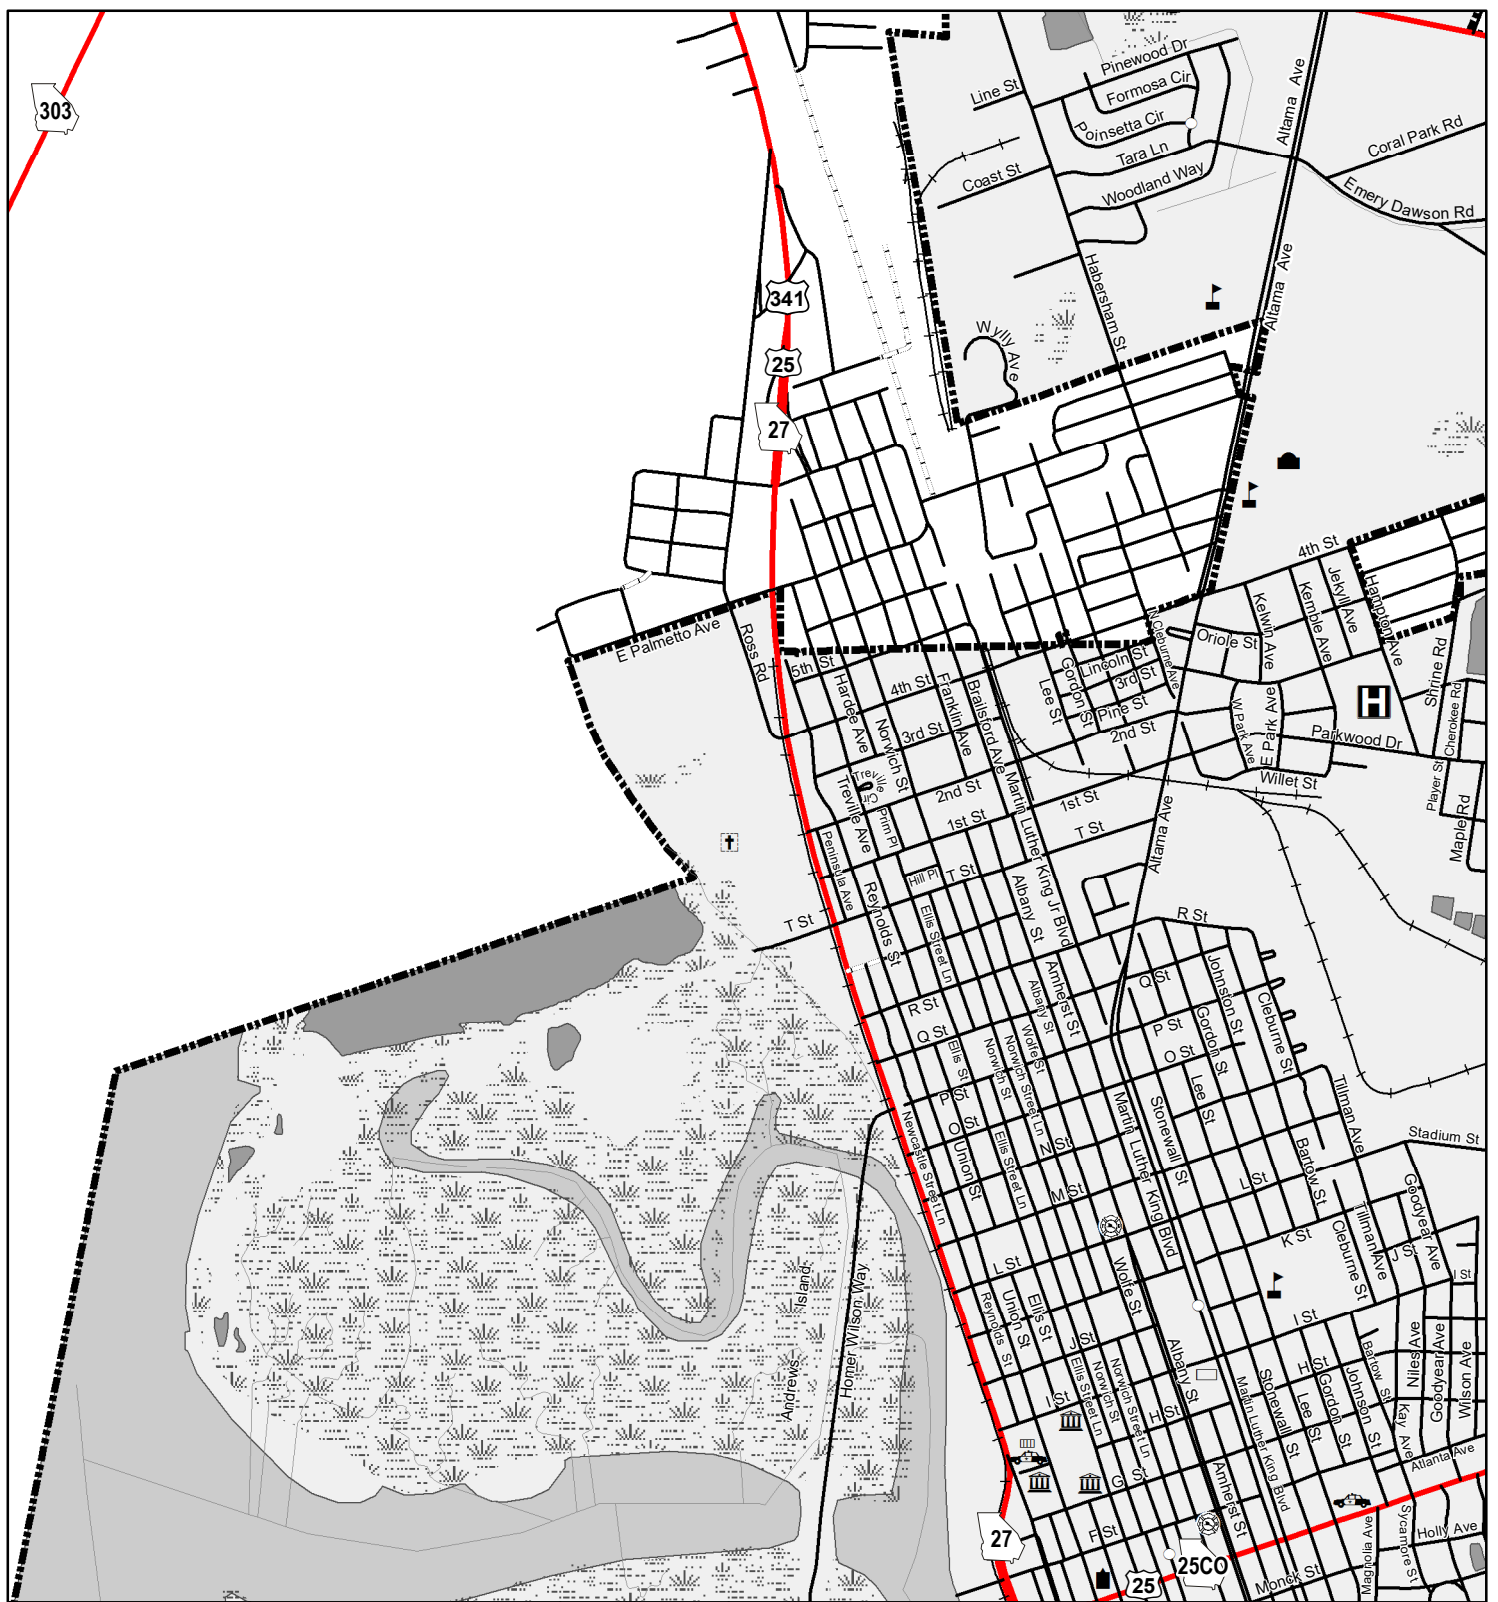 303
Pinewood Dr
Formosa Cir
Line St
Poinsetta Cir
Altama Ave
Coral Park Rd
Tara Ln
Coast St
Woodland Way
Emery Dawson Rd
Habersham St
Altama Ave
341
Wylly Ave
25
27
4th St
Jekyll Ave
Kemble Ave
Hampton Ave
Kelwin Ave
N Cleburne Ave
Oriole St
E Palmetto Ave
Ross Rd
5th St
Lincoln St
3rd St
Gordon St
Lee St
Pine St
2nd St
Shrine Rd
Cherokee Rd
H
Hardee Ave
4th St
Franklin Ave
Brailsford Ave
Norwich St
3rd St
W Park Ave
E Park Ave
Parkwood Dr
Willet St
Player St
Maple Rd
Treville Cir
Treville Ave
Prim Pl
2nd St
1st St
1st St
T St
Martin Luther King Jr Blvd
Altama Ave
Peninsula Ave
Reynolds St
Hill Pl
T St
Albany St
T St
Ellis Street Ln
R St
R St
Q St
Q St
Amherst St
Albany St
Johnston St
Cleburne St
P St
Gordon St
O St
Wolfe St
Norwich Street Ln
Norwich St
Ellis St
P St
O St
Lee St
Stonewall St
Martin Luther King Blvd
Tillman Ave
Stadium St
Newcastle Street Ln
Union St
Ellis Street Ln
N St
M St
L St
Bartow St
Goodyear Ave
Tillman Ave
Cleburne St
K St
J St
I St
L St
Wolfe St
Ellis St
Union St
Reynolds St
Andrews Island
Homer Wilson Way
J St
I St
I St
H St
Albany St
Norwich Street Ln
Norwich St
Ellis Street Ln
H St
Stonewall St
Martin Luther King Blvd
Lee St
Gordon St
Johnson St
Bartow St
Niles Ave
Goodyear Ave
Wilson Ave
Kay Ave
Atlanta Ave
G St
Amherst St
F St
27
25
25CO
Monck St
Magnolia Ave
Sycamore St
Holly Ave